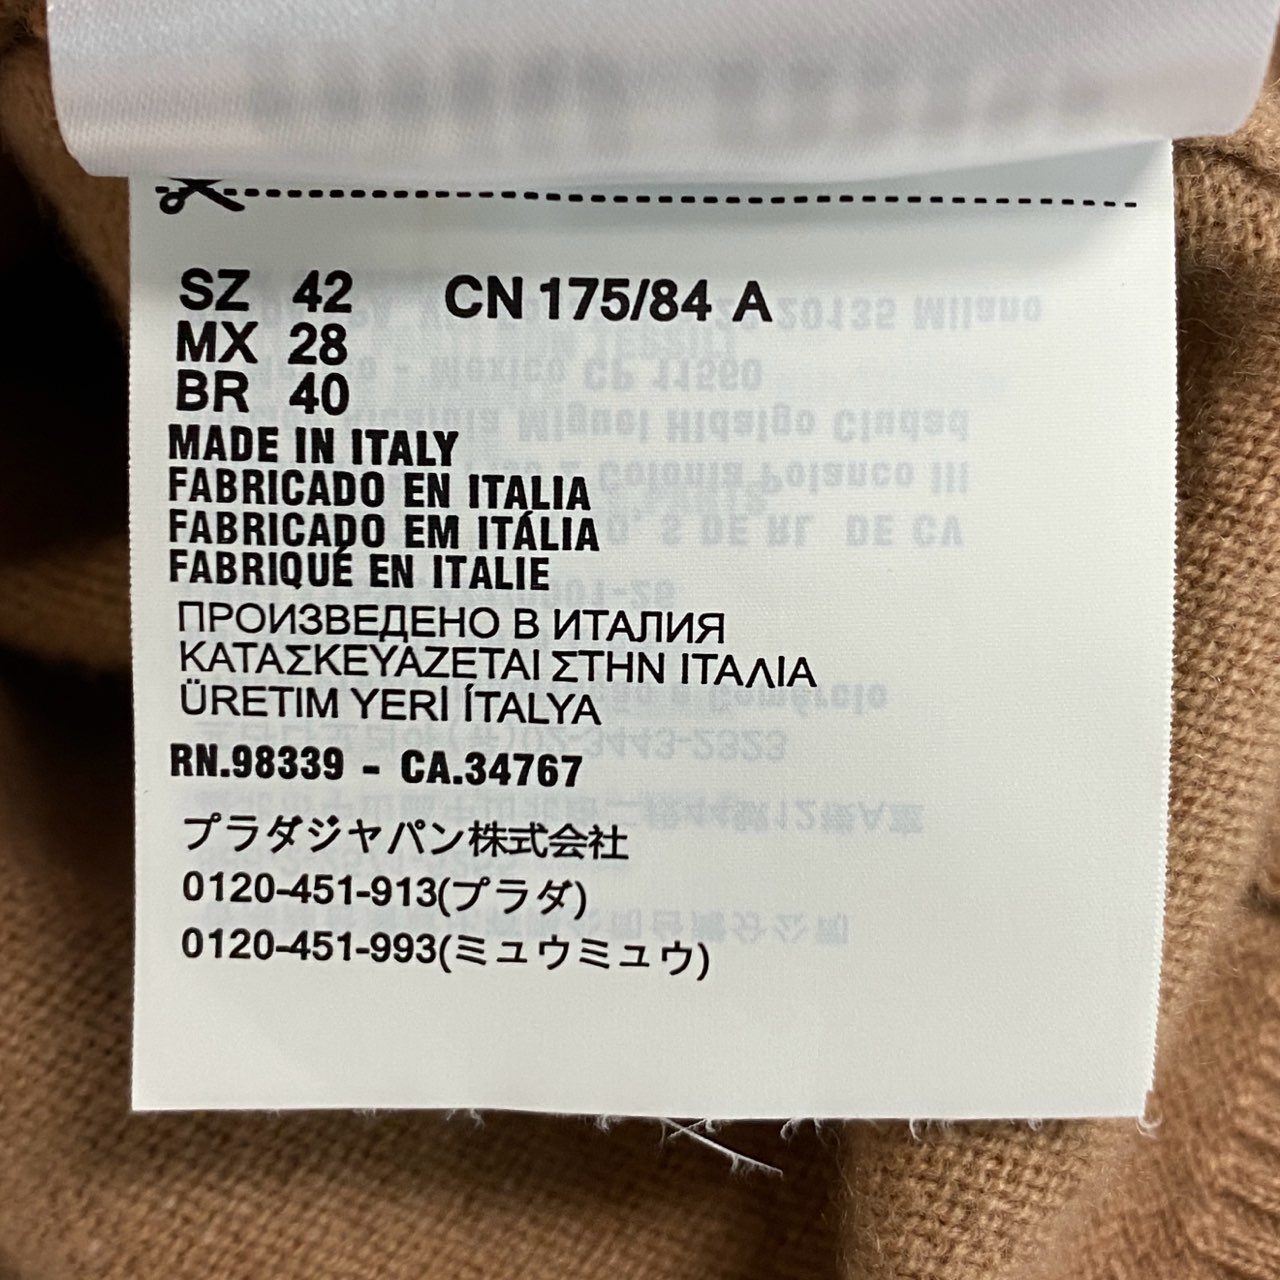 SZ 42 CN 175/84 A
MX 28
BR 40
MADE IN ITALY
FABRICADO EN ITALIA
FABRICADO EM ITÁLIA
FABRIQUÉ EN ITALIE
ПРОИЗВЕДЕНО В ИТАЛИЯ
ΚΑΤΑΣΚΕΥΑΖΕΤΑΙ ΣΤΗΝ ΙΤΑΛΙΑ
ÜRETIM YERİ ÍTALYA
RN.98339 - CA.34767
プラダジャパン株式会社
0120-451-913(プラダ)
0120-451-993(ミュウミュウ)